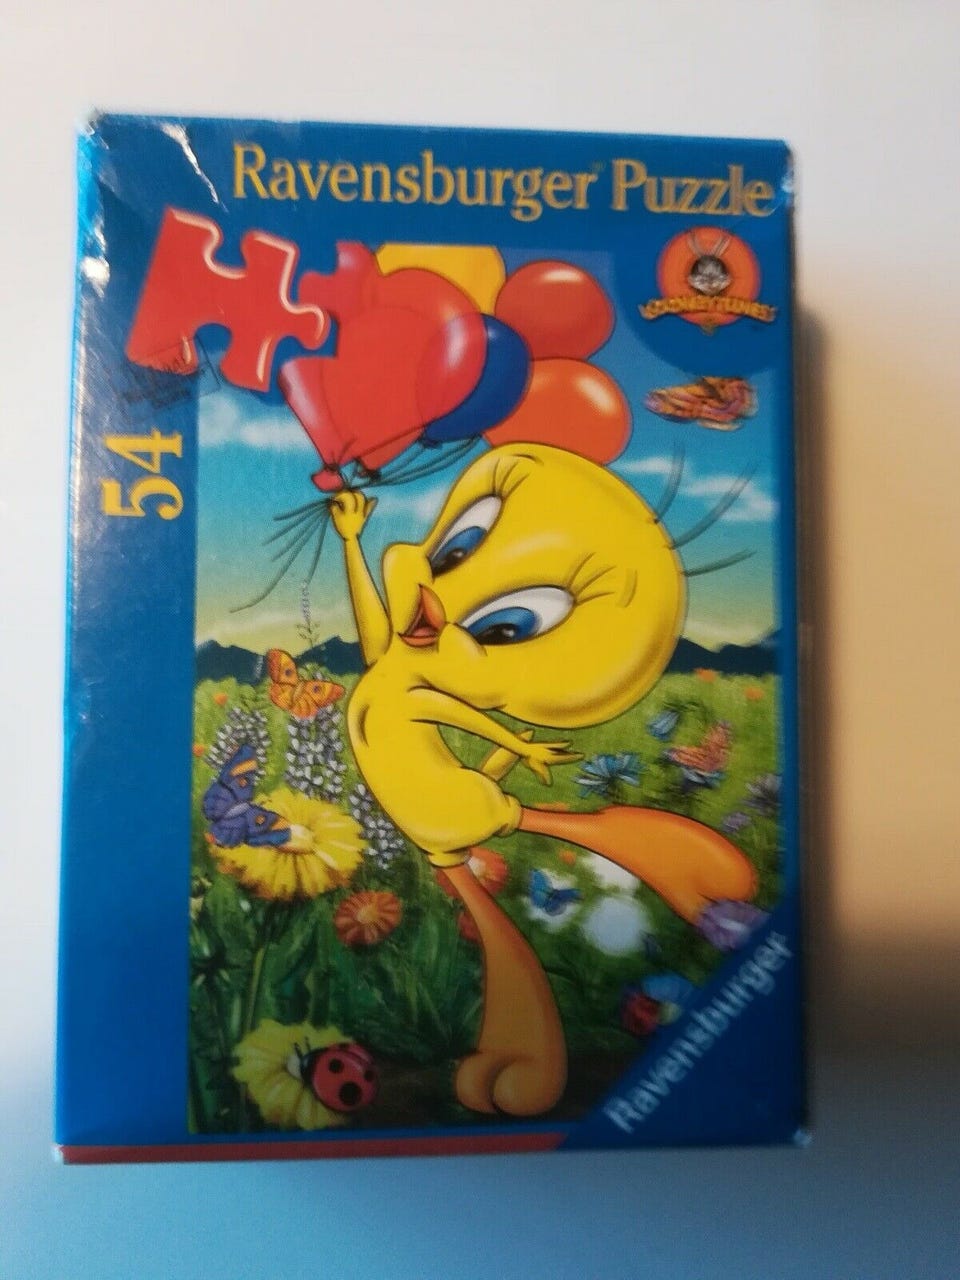 Ravensburger Puzzle
LOONEY TUNES
54
Ravensburger